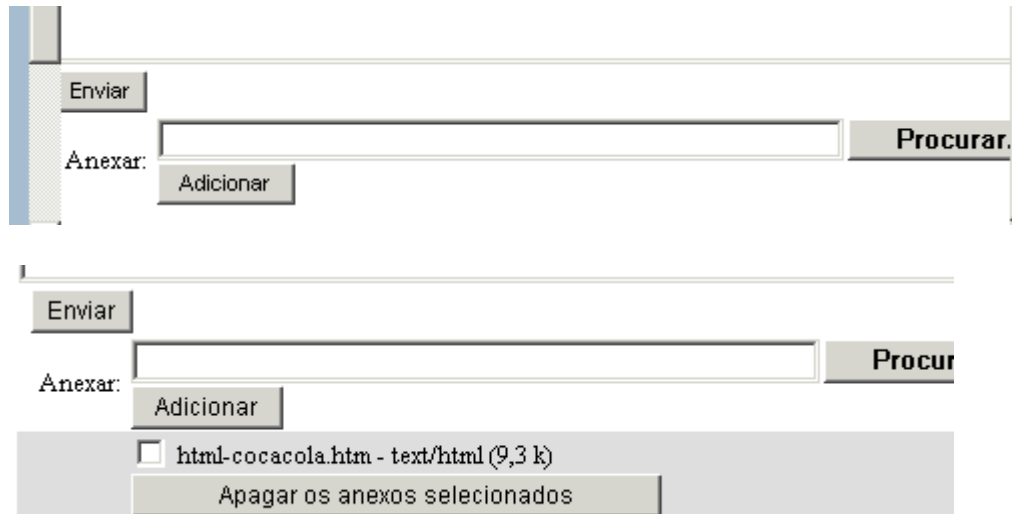 Enviar
Procurar.
Anexar:
Adicionar
Enviar
Procur
Anexar:
Adicionar
html-cocacola.htm - text/html (9,3 k)
Apagar os anexos selecionados